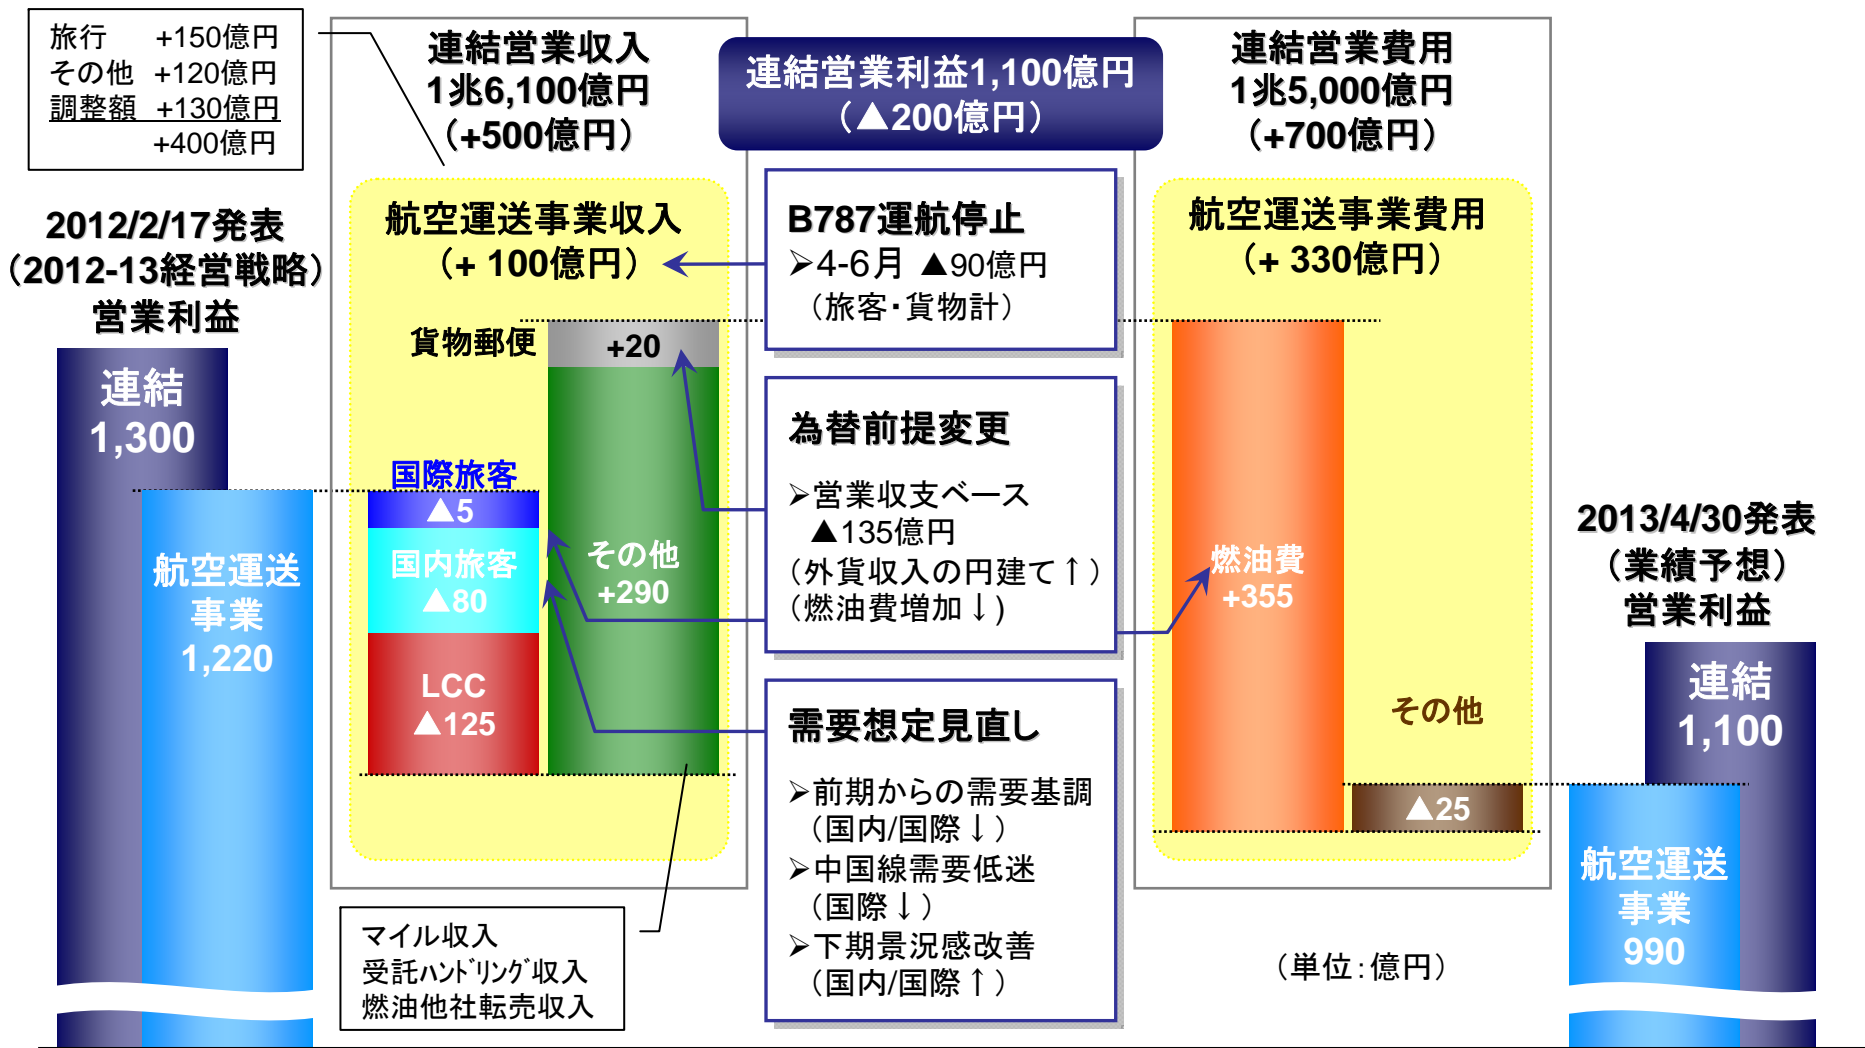 旅行 +150億円
その他 +120億円
調整額 +130億円
+400億円
連結営業収入
1兆6,100億円
(+500億円)
連結営業利益1,100億円
（▲200億円）
連結営業費用
1兆5,000億円
(+700億円)
2012/2/17発表
（2012-13経営戦略）
営業利益
連結
1,300
航空運送
事業
1,220
航空運送事業収入
（+ 100億円）
貨物郵便
+20
国際旅客
▲5
国内旅客
▲80
LCC
▲125
その他
+290
マイル収入
受託ﾊﾝﾄﾞﾘﾝｸﾞ収入
燃油他社転売収入
B787運航停止
➢4-6月 ▲90億円
（旅客・貨物計）
為替前提変更
➢営業収支ベース
▲135億円
（外貨収入の円建て↑）
（燃油費増加↓)
需要想定見直し
➢前期からの需要基調
（国内/国際↓）
➢中国線需要低迷
（国際↓）
➢下期景況感改善
（国内/国際↑）
航空運送事業費用
（+ 330億円）
燃油費
+355
その他
▲25
（単位：億円）
2013/4/30発表
（業績予想）
営業利益
連結
1,100
航空運送
事業
990